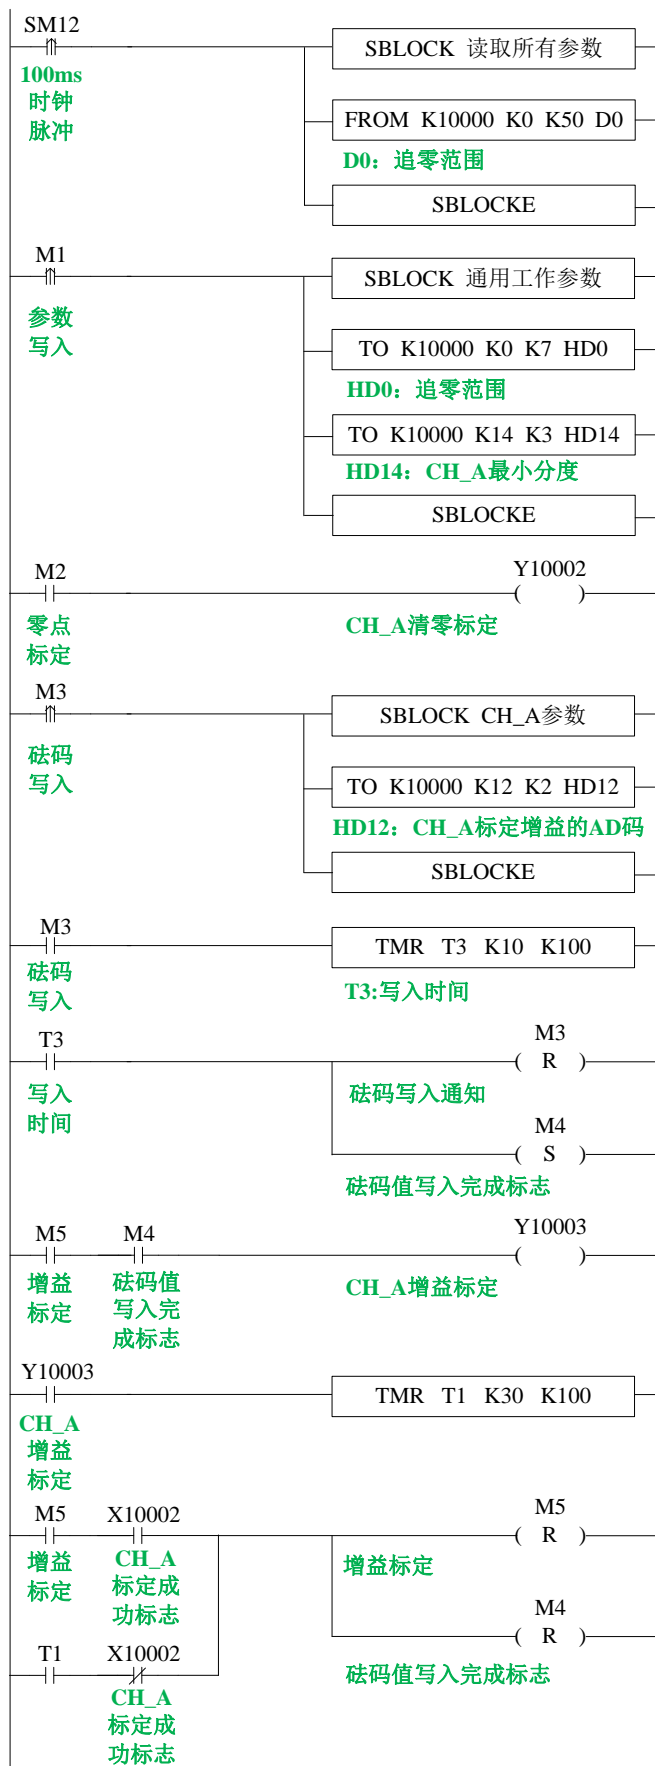 SM12
SBLOCK 读取所有参数
100ms
时钟
脉冲
FROM K10000 K0 K50 D0
D0：追零范围
SBLOCKE
M1
SBLOCK 通用工作参数
参数
写入
TO K10000 K0 K7 HD0
HD0：追零范围
TO K10000 K14 K3 HD14
HD14：CH_A最小分度
SBLOCKE
M2
Y10002
( )
零点
标定
CH_A清零标定
M3
SBLOCK CH_A参数
砝码
写入
TO K10000 K12 K2 HD12
HD12：CH_A标定增益的AD码
SBLOCKE
M3
TMR T3 K10 K100
砝码
写入
T3:写入时间
T3
M3
( R )
写入
时间
砝码写入通知
M4
( S )
砝码值写入完成标志
M5 M4
Y10003
( )
增益
标定
砝码值
写入完
成标志
CH_A增益标定
Y10003
TMR T1 K30 K100
CH_A
增益
标定
M5 X10002
M5
( R )
增益
标定
CH_A
标定成
功标志
增益标定
M4
( R )
T1 X10002
砝码值写入完成标志
CH_A
标定成
功标志